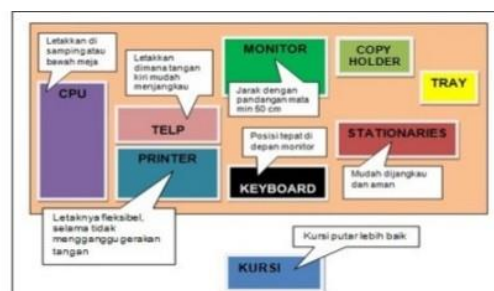 Letakkan di
samping atau
bawah meja
CPU
Letakkan
dimana tangan
kiri mudah
menjangkau
TELP
PRINTER
Letaknya fleksibel,
selama tidak
mengganggu gerakan
tangan
MONITOR
Jarak dengan
pandangan mata
min 50 cm
Posisi tepat di
depan monitor
KEYBOARD
COPY
HOLDER
TRAY
STATIONARIES
Mudah dijangkau
dan aman
Kursi putar lebih baik
KURSI